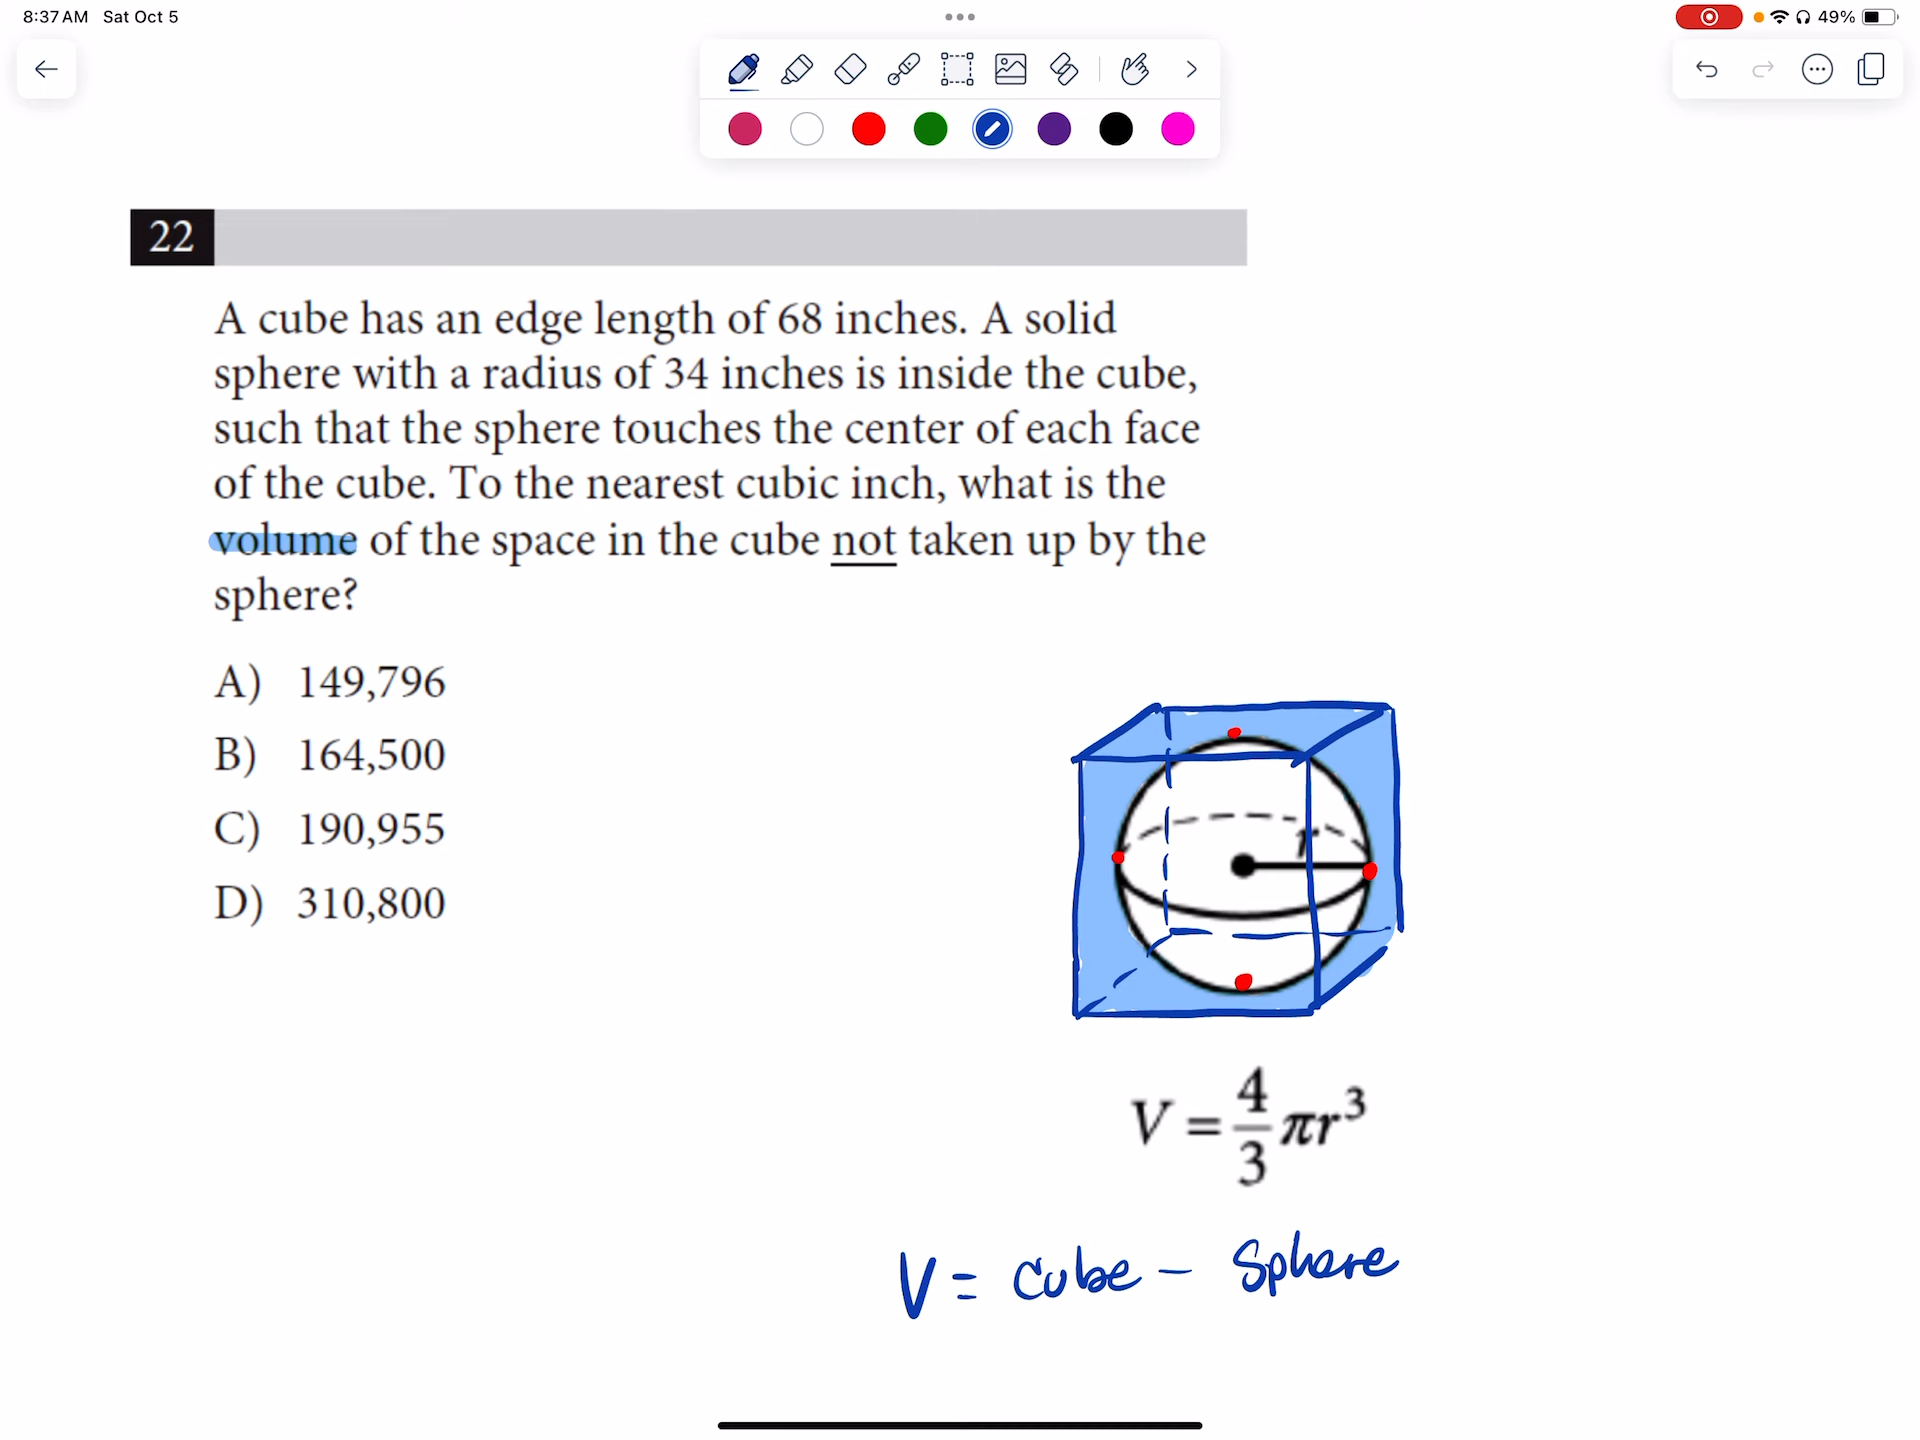 8:37 AM Sat Oct 5
49%
22
A cube has an edge length of 68 inches. A solid
sphere with a radius of 34 inches is inside the cube,
such that the sphere touches the center of each face
of the cube. To the nearest cubic inch, what is the
volume of the space in the cube not taken up by the
sphere?
A) 149,796
B) 164,500
C) 190,955
D) 310,800
r
V = 4/3 πr³
V = Cube - Sphere